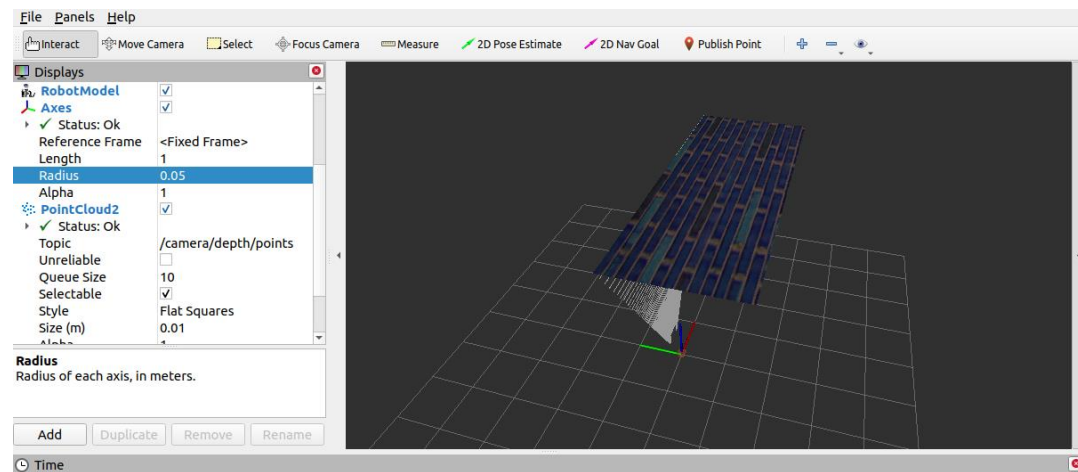 File Panels Help
Interact Move Camera Select Focus Camera Measure 2D Pose Estimate 2D Nav Goal Publish Point
Displays
RobotModel
Axes
Status: Ok
Reference Frame <Fixed Frame>
Length 1
Radius 0.05
Alpha 1
PointCloud2
Status: Ok
Topic /camera/depth/points
Unreliable
Queue Size 10
Selectable
Style Flat Squares
Size (m) 0.01
Alpha 1
Radius
Radius of each axis, in meters.
Add Duplicate Remove Rename
Time